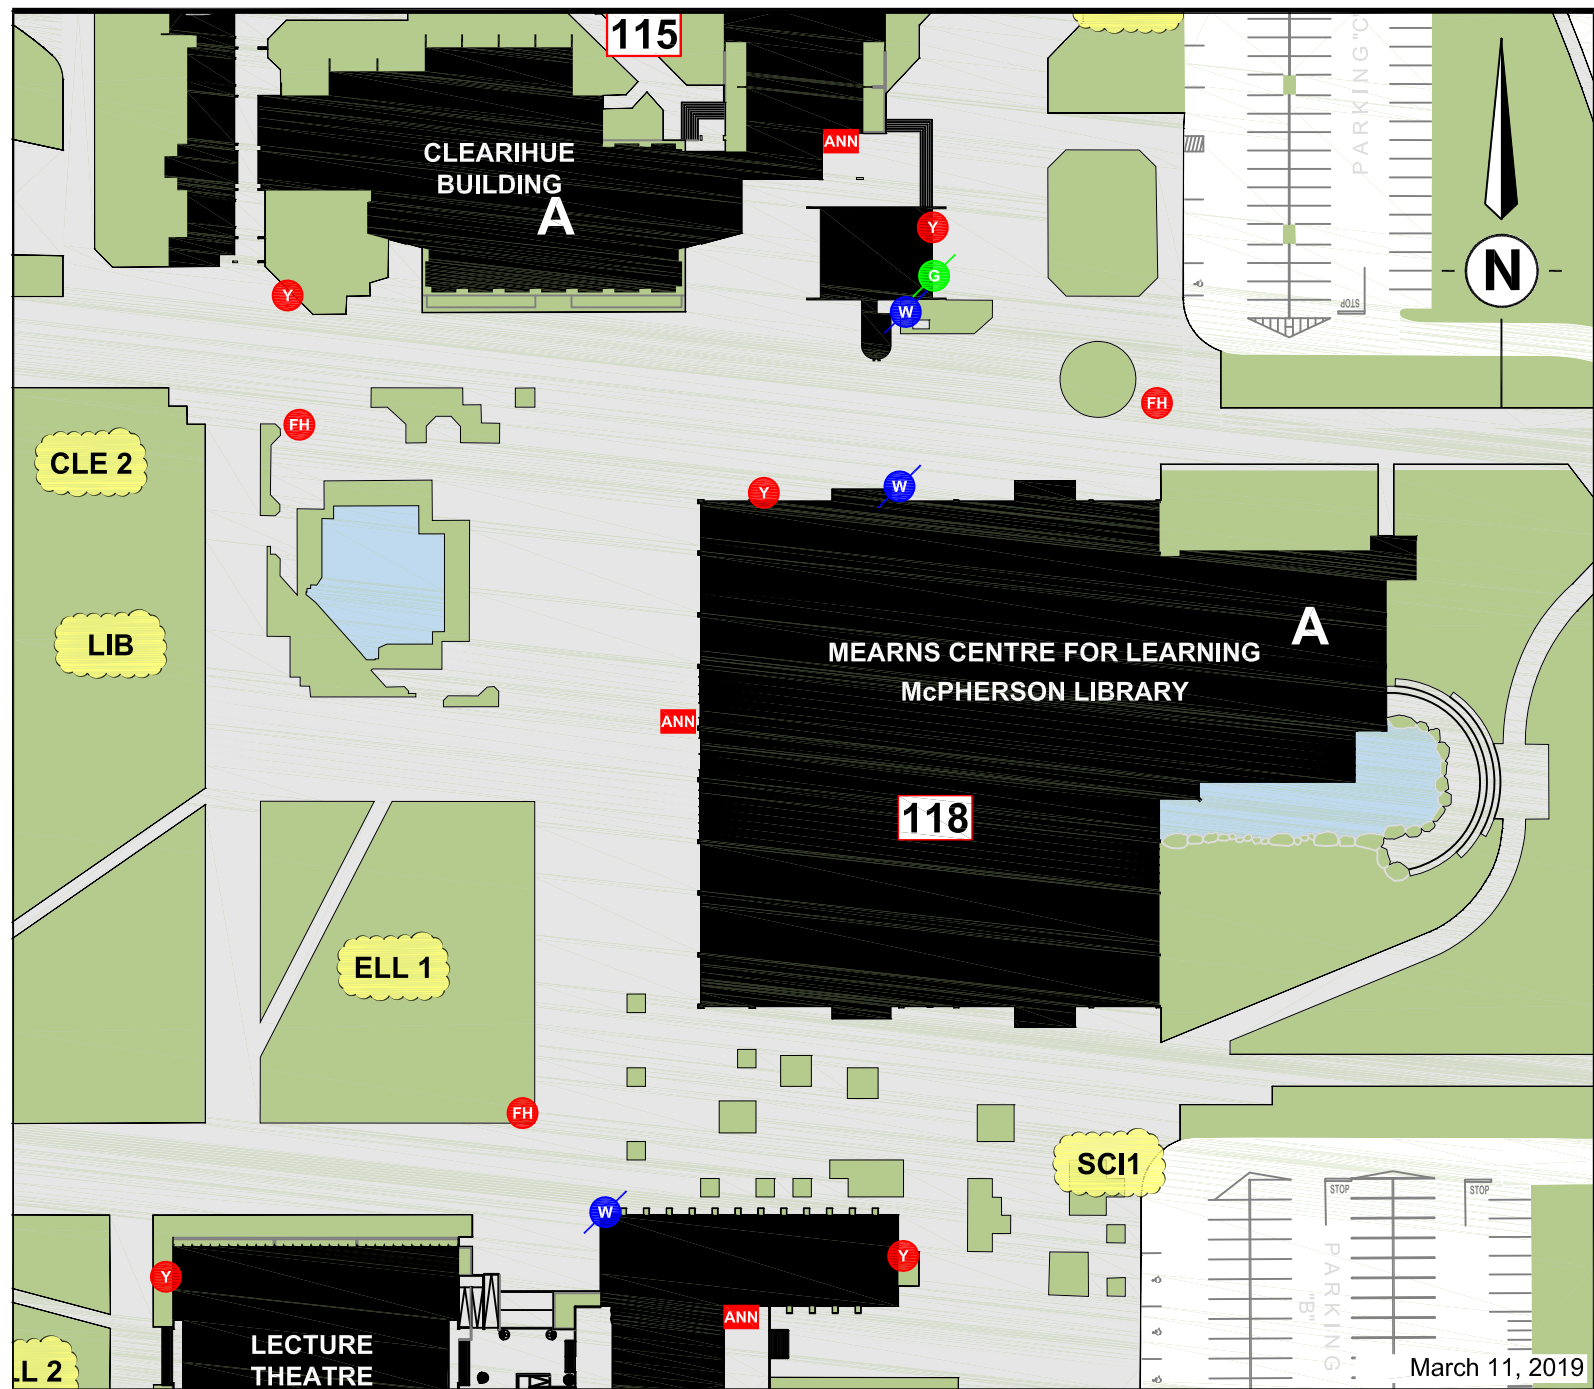 115
PARKING "C"
CLEARIHUE
BUILDING
A
ANN
Y
G
W
Y
N
STOP
FH
FH
CLE 2
W
Y
LIB
A
MEARNS CENTRE FOR LEARNING
McPHERSON LIBRARY
ANN
118
ELL 1
FH
SCI1
STOP
STOP
W
Y
Y
PARKING
"B"
ANN
LECTURE
THEATRE
LL 2
March 11, 2019